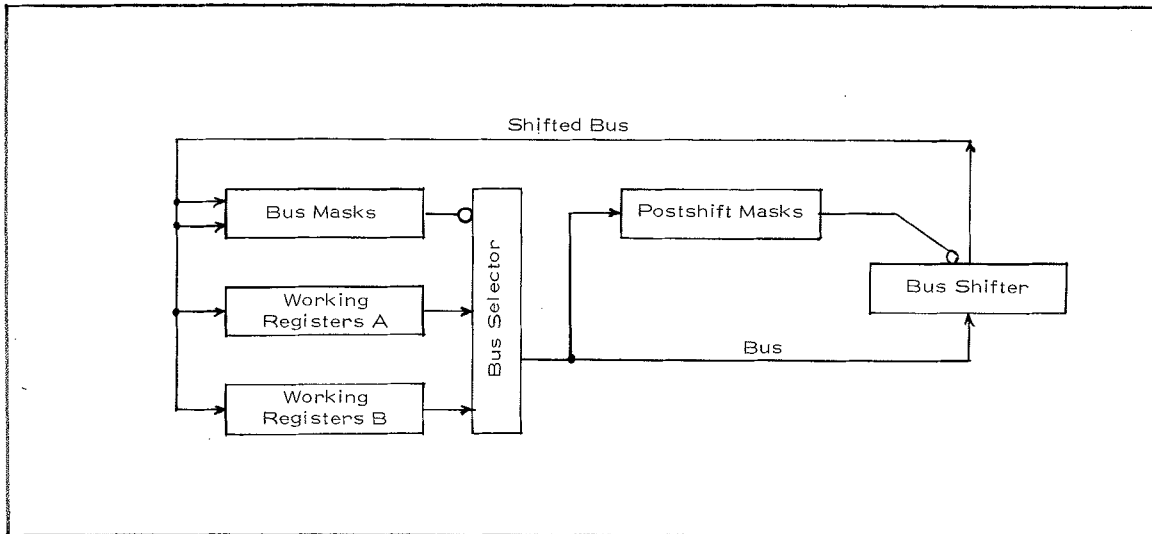 Shifted Bus
Bus Masks
Working
Registers A
Working
Registers B
Bus Selector
Postshift Masks
Bus Shifter
Bus